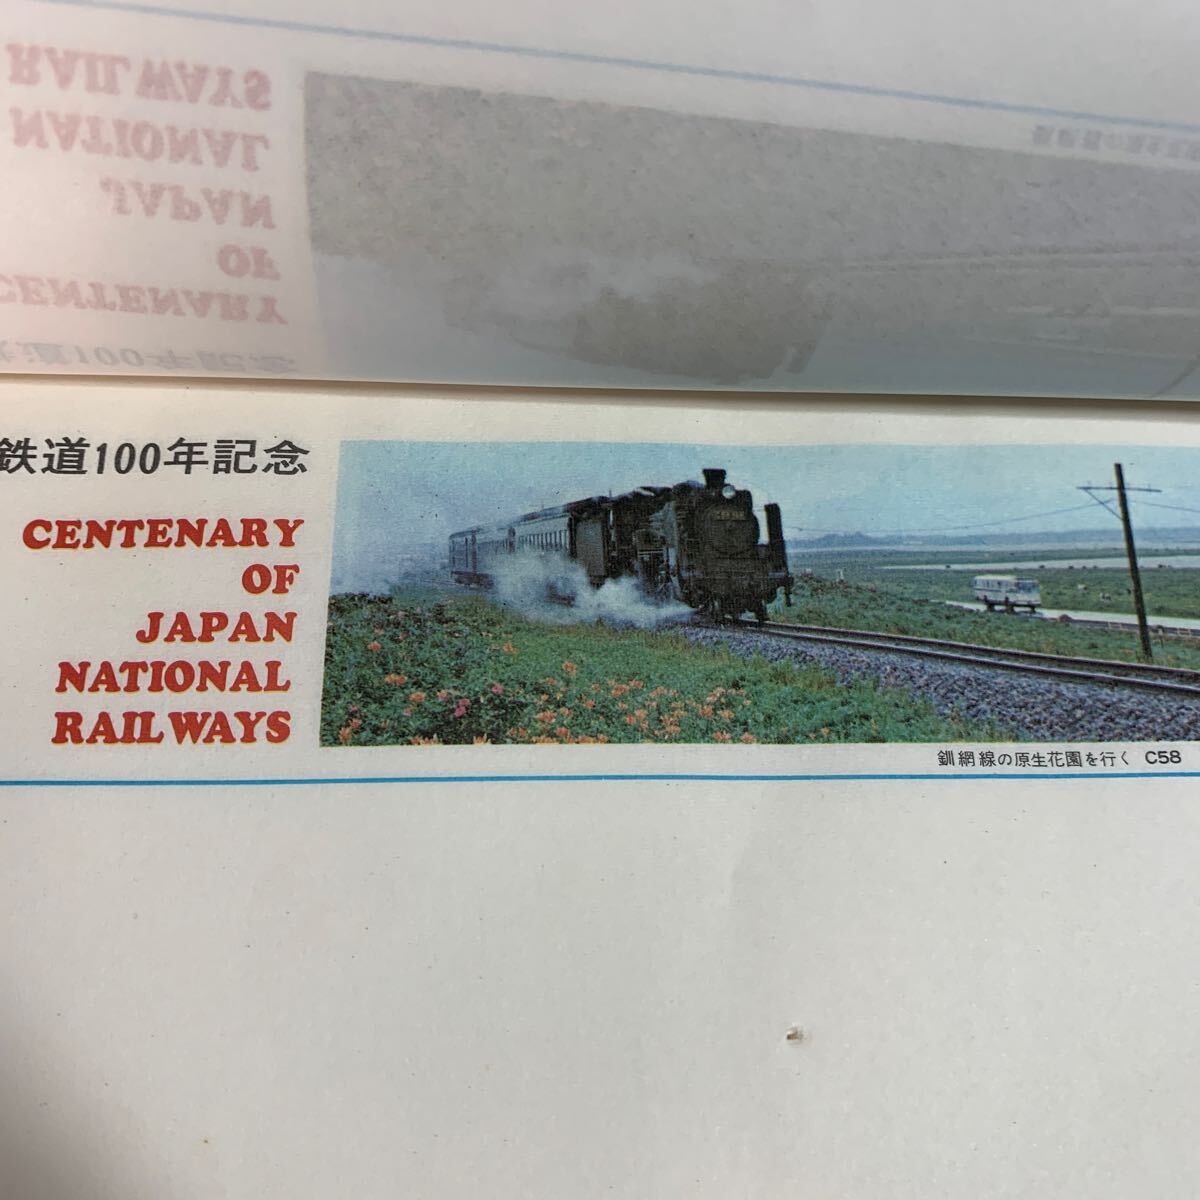 鉄道100年記念
CENTENARY
OF
JAPAN
NATIONAL
RAILWAYS
釧網線の原生花園を行く C58